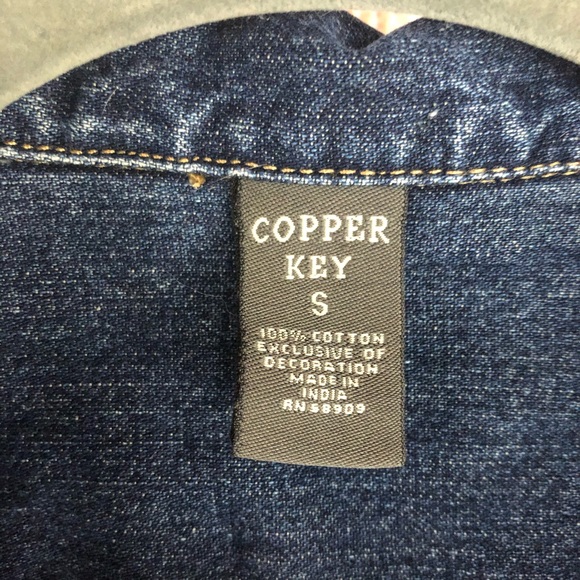 COPPER
KEY
S
100% COTTON
EXCLUSIVE OF
DECORATION
MADE IN
INDIA
RN 58909